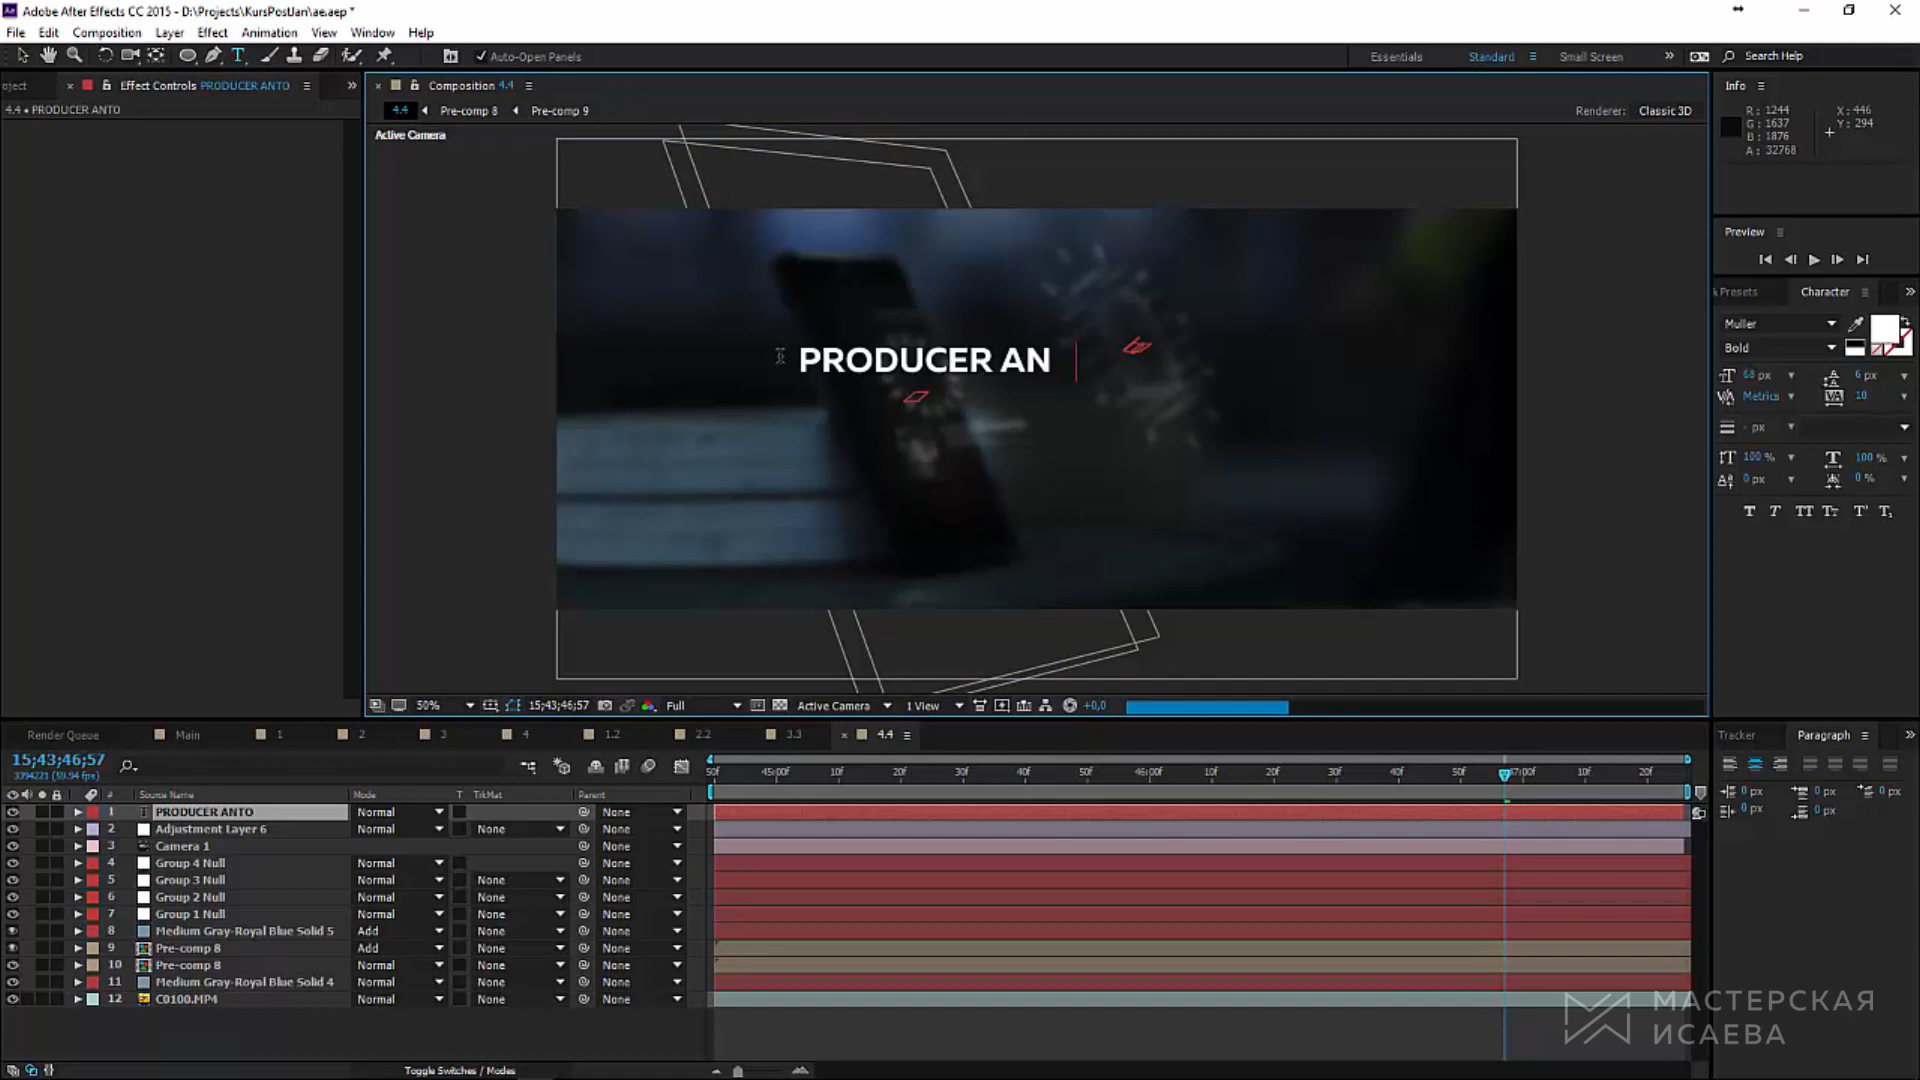 Adobe After Effects CC 2015 - D:\Projects\KursPostJan\ae.aep *
File Edit Composition Layer Effect Animation View Window Help
Auto-Open Panels
Essentials Standard Small Screen Search Help
oject Effect Controls PRODUCER ANTO
Composition 4.4
Info
4.4 • PRODUCER ANTO
4.4 Pre-comp 8 Pre-comp 9
Renderer: Classic 3D
Active Camera
R : 1244
G : 1637
B : 1876
A : 32768
X : 446
Y : 294
Preview
& Presets Character
Muller
Bold
68 px 6 px
Metrics 10
- px
100 % 100 %
0 px 0 %
PRODUCER AN
50% 15;43;46;57 Full Active Camera 1 View +0,0
Render Queue Main 1 2 3 4 1.2 2.2 3.3 4.4
Tracker Paragraph
0 px 0 px 0 px
0 px 0 px
15;43;46;57
3394221 (59.94 fps)
50f 45:00f 10f 20f 30f 40f 50f 46:00f 10f 20f 30f 40f 50f 47:00f 10f 20f
# Source Name Mode T TrkMat Parent
1 PRODUCER ANTO Normal None
2 Adjustment Layer 6 Normal None None
3 Camera 1 None
4 Group 4 Null Normal None
5 Group 3 Null Normal None None
6 Group 2 Null Normal None None
7 Group 1 Null Normal None None
8 Medium Gray-Royal Blue Solid 5 Add None None
9 Pre-comp 8 Add None None
10 Pre-comp 8 Normal None None
11 Medium Gray-Royal Blue Solid 4 Normal None None
12 C0100.MP4 Normal None None
Toggle Switches / Modes
МАСТЕРСКАЯ
ИСАЕВА